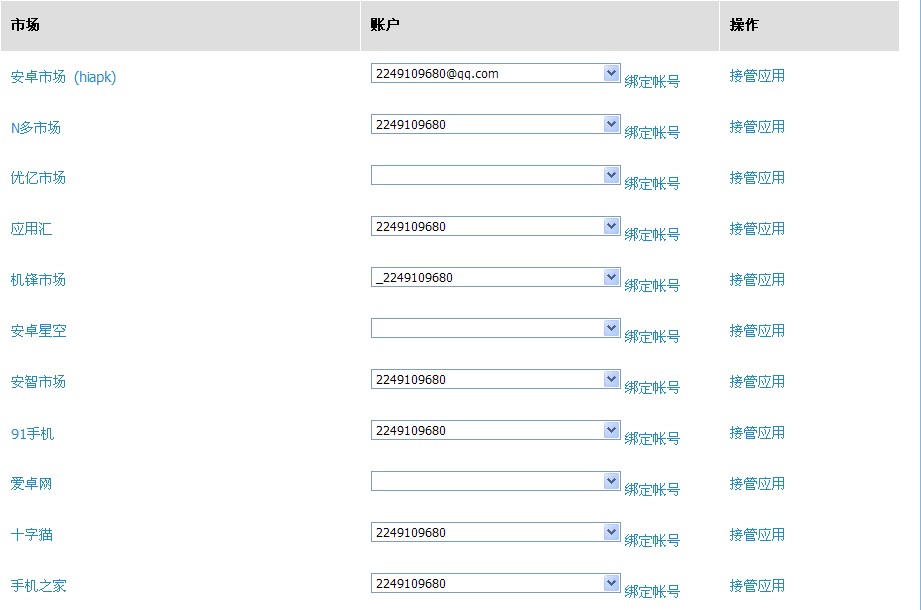 市场 账户 操作
安卓市场 (hiapk) 2249109680@qq.com 绑定帐号 接管应用
N多市场 2249109680 绑定帐号 接管应用
优亿市场 绑定帐号 接管应用
应用汇 2249109680 绑定帐号 接管应用
机锋市场 _2249109680 绑定帐号 接管应用
安卓星空 绑定帐号 接管应用
安智市场 2249109680 绑定帐号 接管应用
91手机 2249109680 绑定帐号 接管应用
爱卓网 绑定帐号 接管应用
十字猫 2249109680 绑定帐号 接管应用
手机之家 2249109680 绑定帐号 接管应用